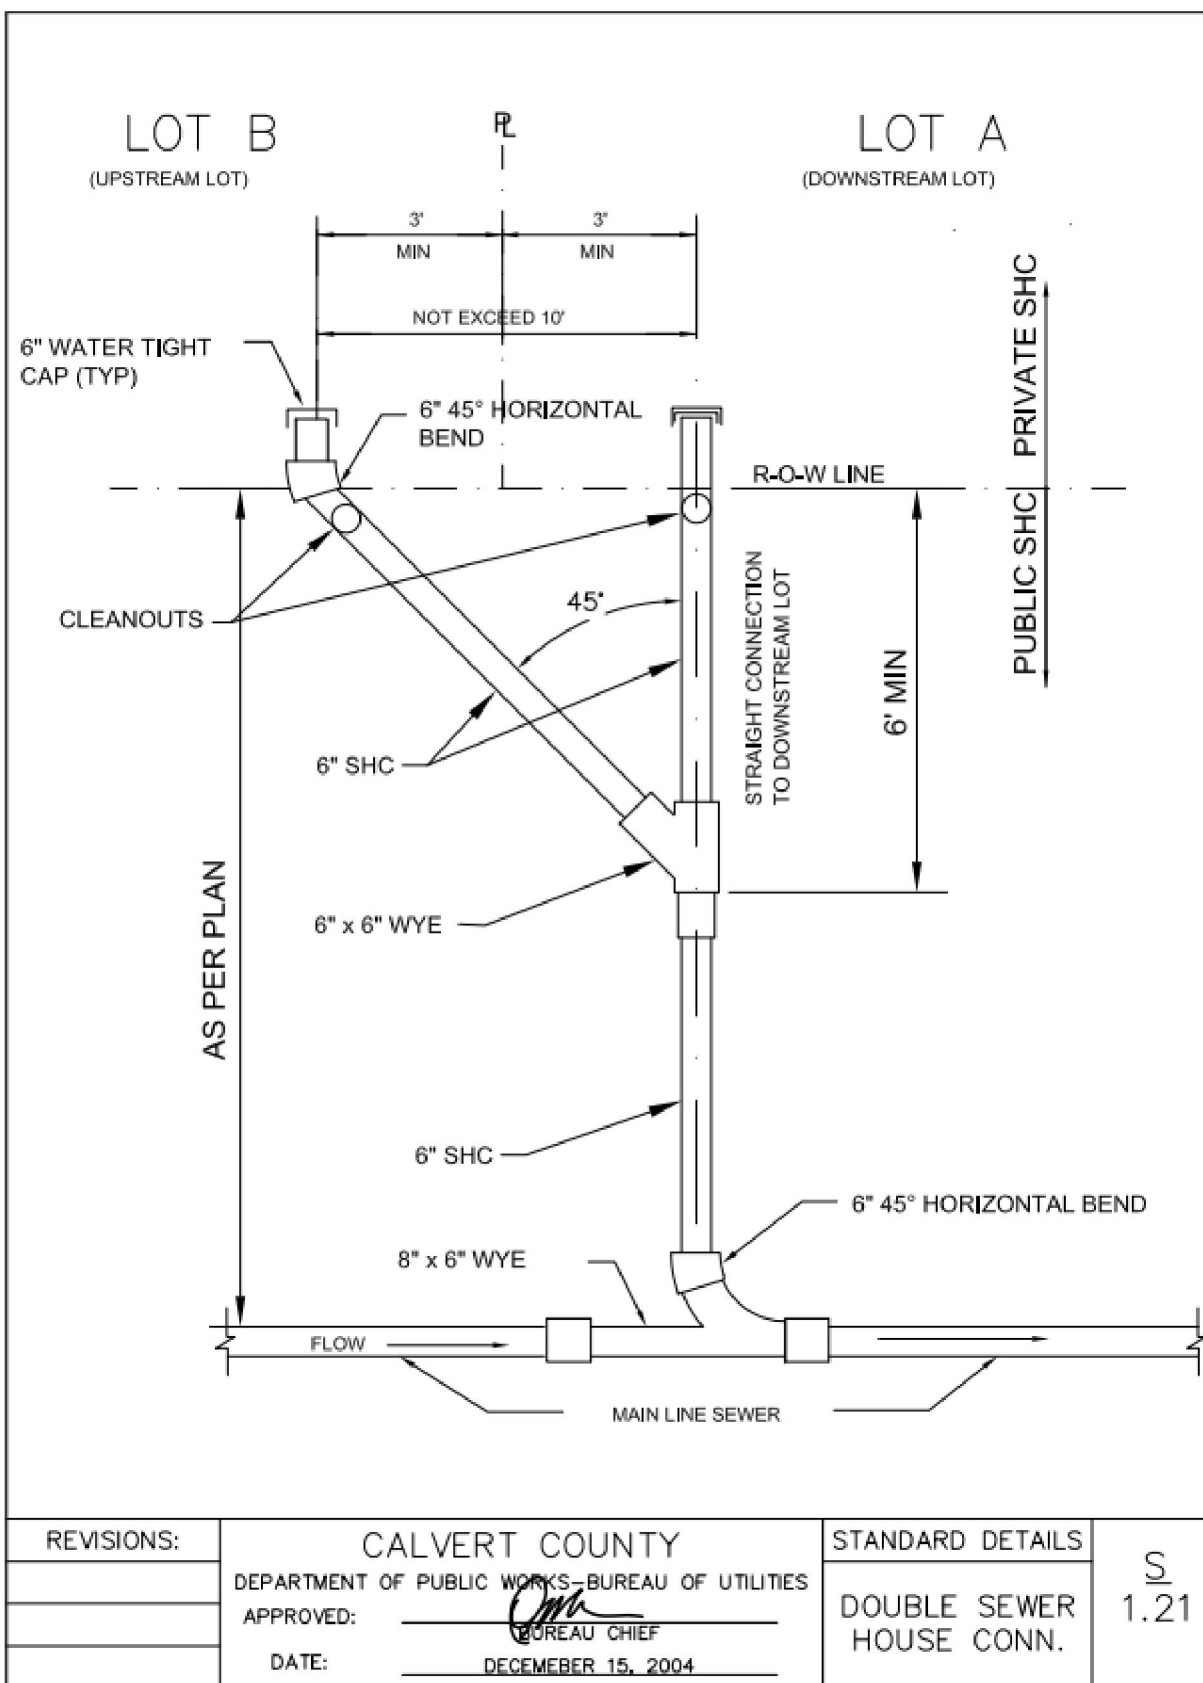 LOT B
(UPSTREAM LOT)
PL
LOT A
(DOWNSTREAM LOT)
3'
MIN
3'
MIN
NOT EXCEED 10'
6" WATER TIGHT
CAP (TYP)
6" 45° HORIZONTAL
BEND
PRIVATE SHC
R-O-W LINE
PUBLIC SHC
CLEANOUTS
45°
STRAIGHT CONNECTION
TO DOWNSTREAM LOT
6' MIN
6" SHC
AS PER PLAN
6" x 6" WYE
6" SHC
6" 45° HORIZONTAL BEND
8" x 6" WYE
FLOW
MAIN LINE SEWER
REVISIONS:
CALVERT COUNTY
DEPARTMENT OF PUBLIC WORKS-BUREAU OF UTILITIES
APPROVED:
BUREAU CHIEF
DATE:
DECEMEBER 15, 2004
STANDARD DETAILS
DOUBLE SEWER
HOUSE CONN.
S
1.21